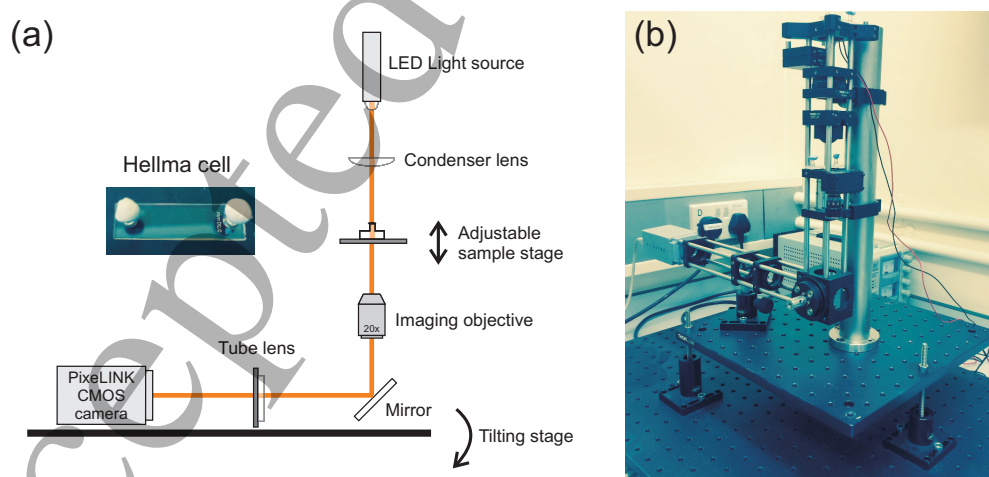 (a)
LED Light source
Condenser lens
Hellma cell
Adjustable
sample stage
Imaging objective
20x
Tube lens
PixeLINK
CMOS
camera
Mirror
Tilting stage
(b)